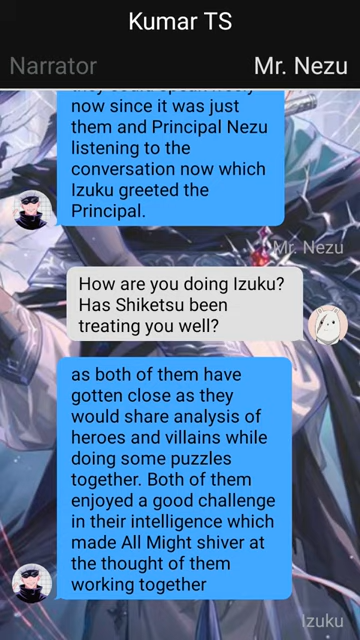 Kumar TS
Narrator
Mr. Nezu
now since it was just
them and Principal Nezu
listening to the
conversation now which
Izuku greeted the
Principal.
Mr. Nezu
How are you doing Izuku?
Has Shiketsu been
treating you well?
as both of them have
gotten close as they
would share analysis of
heroes and villains while
doing some puzzles
together. Both of them
enjoyed a good challenge
in their intelligence which
made All Might shiver at
the thought of them
working together
Izuku